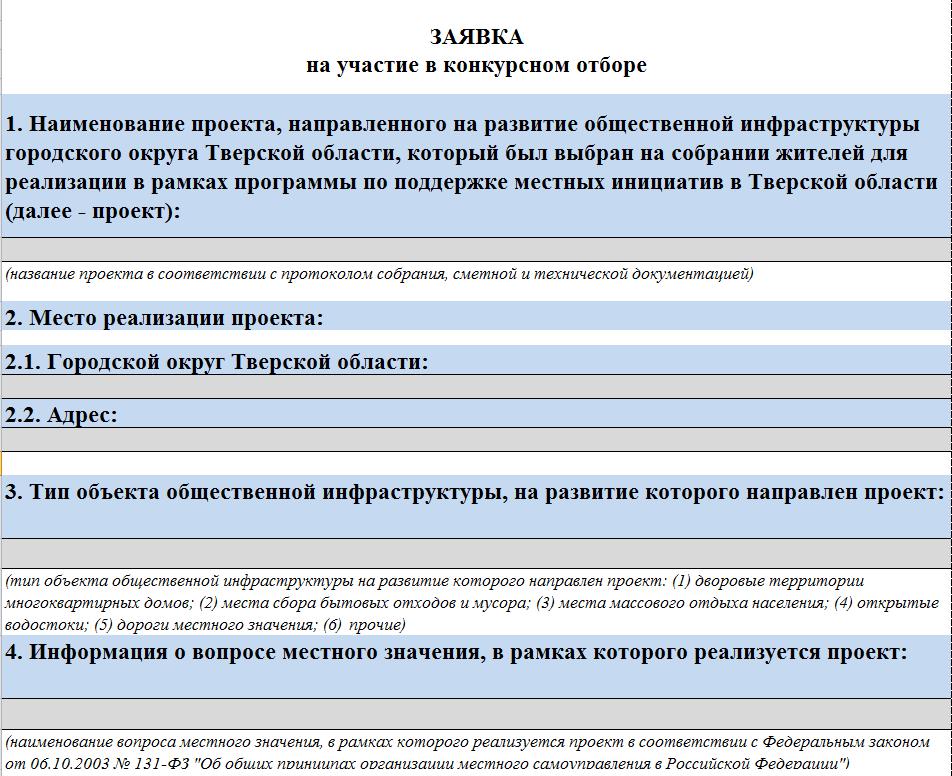 ЗАЯВКА
на участие в конкурсном отборе
1. Наименование проекта, направленного на развитие общественной инфраструктуры
городского округа Тверской области, который был выбран на собрании жителей для
реализации в рамках программы по поддержке местных инициатив в Тверской области
(далее - проект):
(название проекта в соответствии с протоколом собрания, сметной и технической документацией)
2. Место реализации проекта:
2.1. Городской округ Тверской области:
2.2. Адрес:
3. Тип объекта общественной инфраструктуры, на развитие которого направлен проект:
(тип объекта общественной инфраструктуры на развитие которого направлен проект: (1) дворовые территории
многоквартирных домов; (2) места сбора бытовых отходов и мусора; (3) места массового отдыха населения; (4) открытые
водостоки; (5) дороги местного значения; (6) прочие)
4. Информация о вопросе местного значения, в рамках которого реализуется проект:
(наименование вопроса местного значения, в рамках которого реализуется проект в соответствии с Федеральным законом
от 06.10.2003 № 131-ФЗ "Об общих принципах организации местного самоуправления в Российской Федерации")